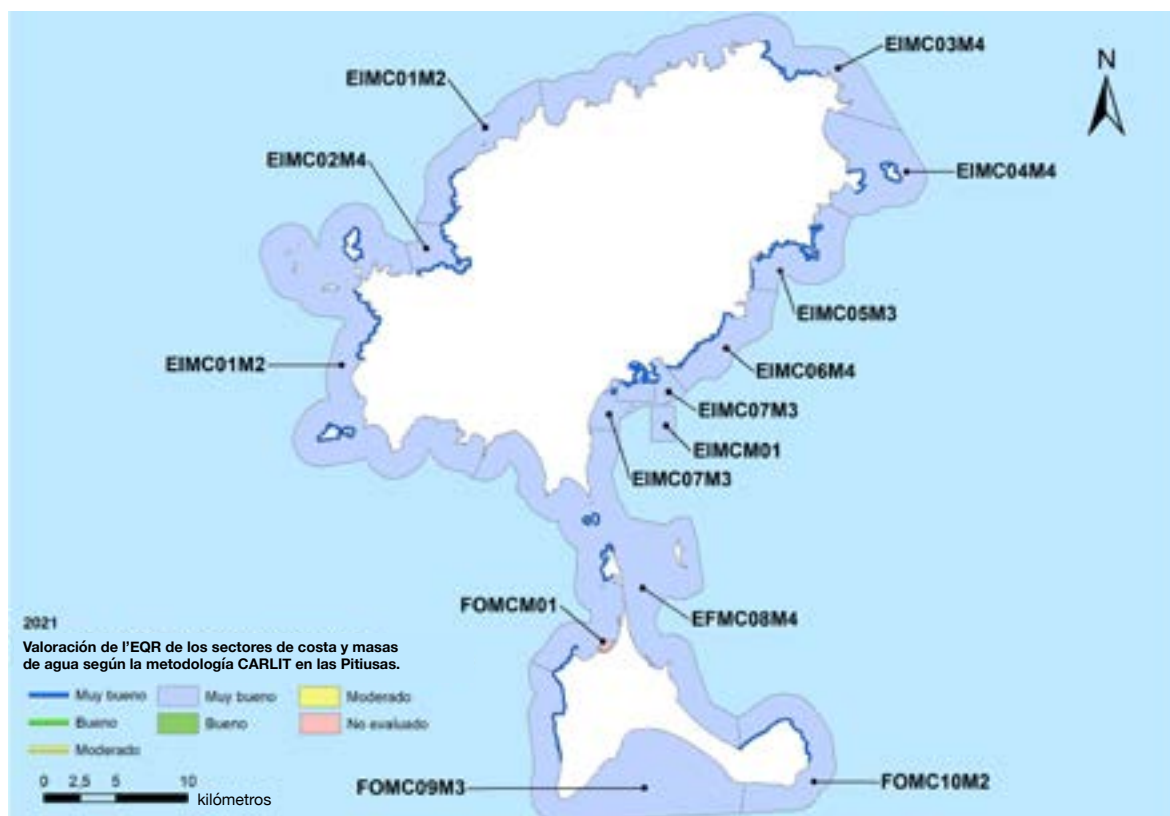 EIMC03M4
N
EIMC01M2
EIMC02M4
EIMC04M4
EIMC05M3
EIMC01M2
EIMC06M4
EIMC07M3
EIMCM01
EIMC07M3
FOMCM01
EFMC08M4
2021
Valoración de l'EQR de los sectores de costa y masas
de agua según la metodología CARLIT en las Pitiusas.
Muy bueno Muy bueno Moderado
Bueno Bueno No evaluado
Moderado
0 2,5 5 10
kilómetros
FOMC09M3
FOMC10M2